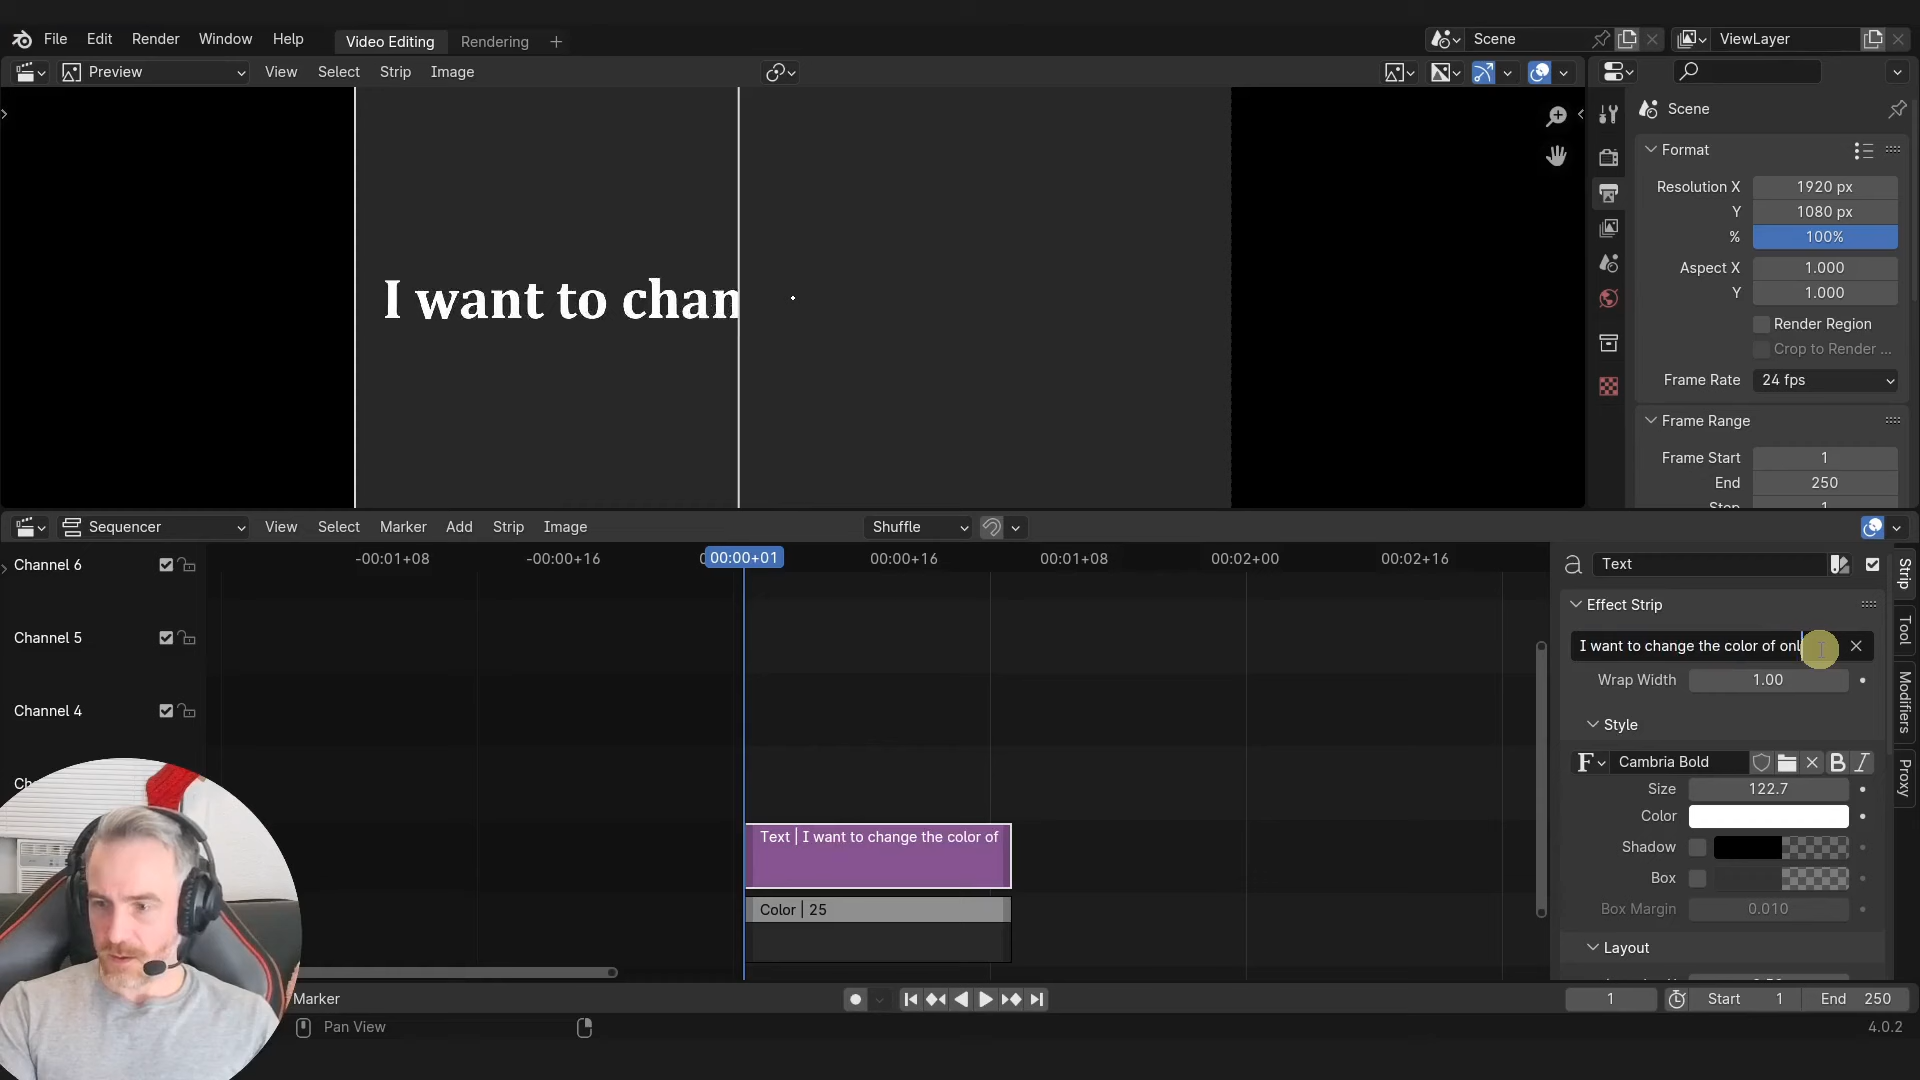 File Edit Render Window Help Video Editing Rendering + Scene ViewLayer
Preview View Select Strip Image
Scene
Format
Resolution X 1920 px
Y 1080 px
% 100%
Aspect X 1.000
Y 1.000
Render Region
Crop to Render ...
Frame Rate 24 fps
Frame Range
Frame Start 1
End 250
I want to chan
Sequencer View Select Marker Add Strip Image Shuffle
-00:01+08 -00:00+16 00:00+01 00:00+16 00:01+08 00:02+00 00:02+16
Channel 6
Channel 5
Channel 4
Text | I want to change the color of
Color | 25
Text
Effect Strip
I want to change the color of onl
Wrap Width 1.00
Style
F Cambria Bold B I
Size 122.7
Color
Shadow
Box
Box Margin 0.010
Layout
Strip
Tool
Modifiers
Proxy
Marker 1 Start 1 End 250
Pan View 4.0.2